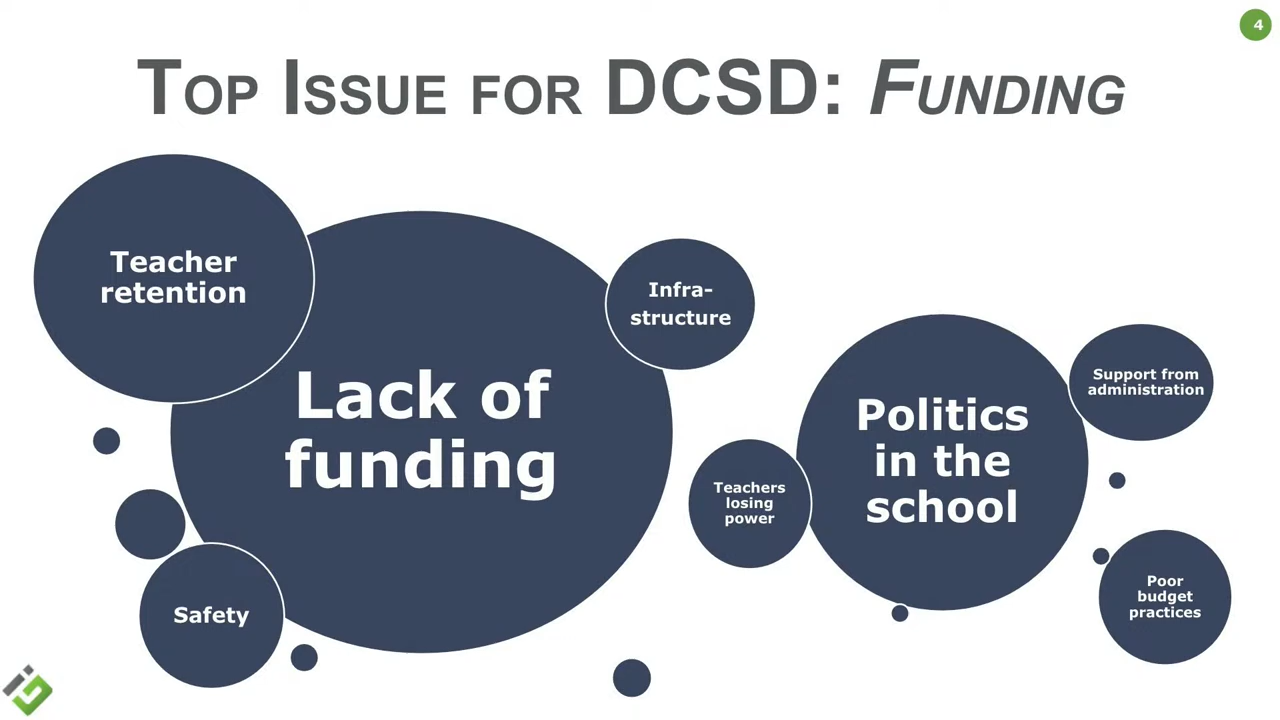 4
Top Issue for DCSD: Funding
Teacher
retention
Lack of
funding
Infra-
structure
Safety
Politics
in the
school
Support from
administration
Teachers
losing
power
Poor
budget
practices